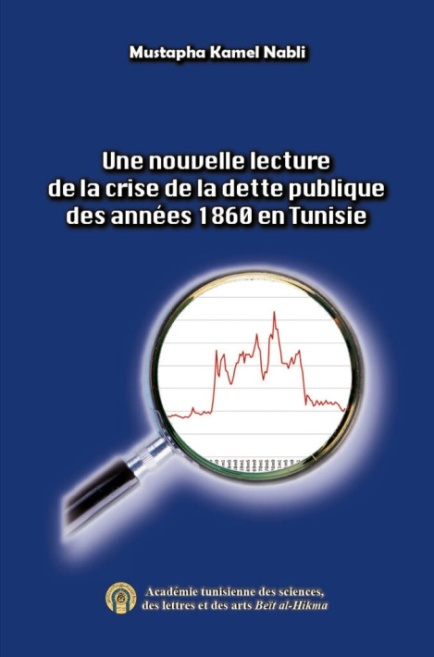 Mustapha Kamel Nabli
Une nouvelle lecture
de la crise de la dette publique
des années 1860 en Tunisie
Académie tunisienne des sciences,
des lettres et des arts Beït al-Hikma